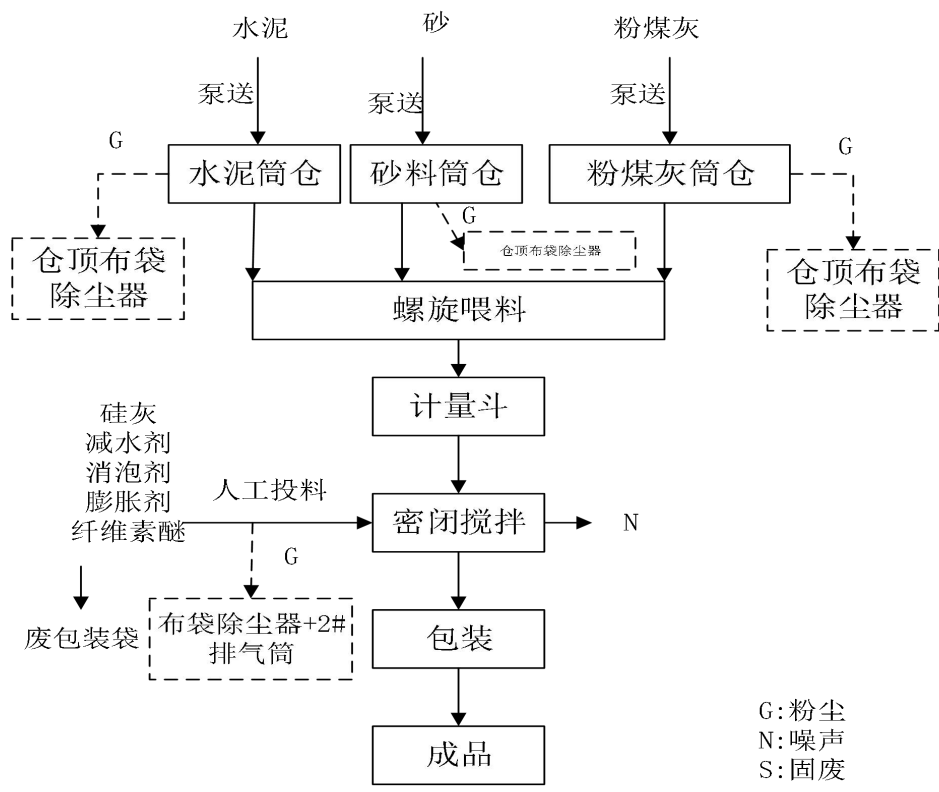 水泥
砂
粉煤灰
泵送
泵送
泵送
G
G
水泥筒仓
砂料筒仓
粉煤灰筒仓
G
仓顶布袋
除尘器
仓顶布袋除尘器
仓顶布袋
除尘器
螺旋喂料
计量斗
硅灰
减水剂
消泡剂
膨胀剂
纤维素醚
人工投料
密闭搅拌
N
G
废包装袋
布袋除尘器+2#
排气筒
包装
成品
G:粉尘
N:噪声
S:固废